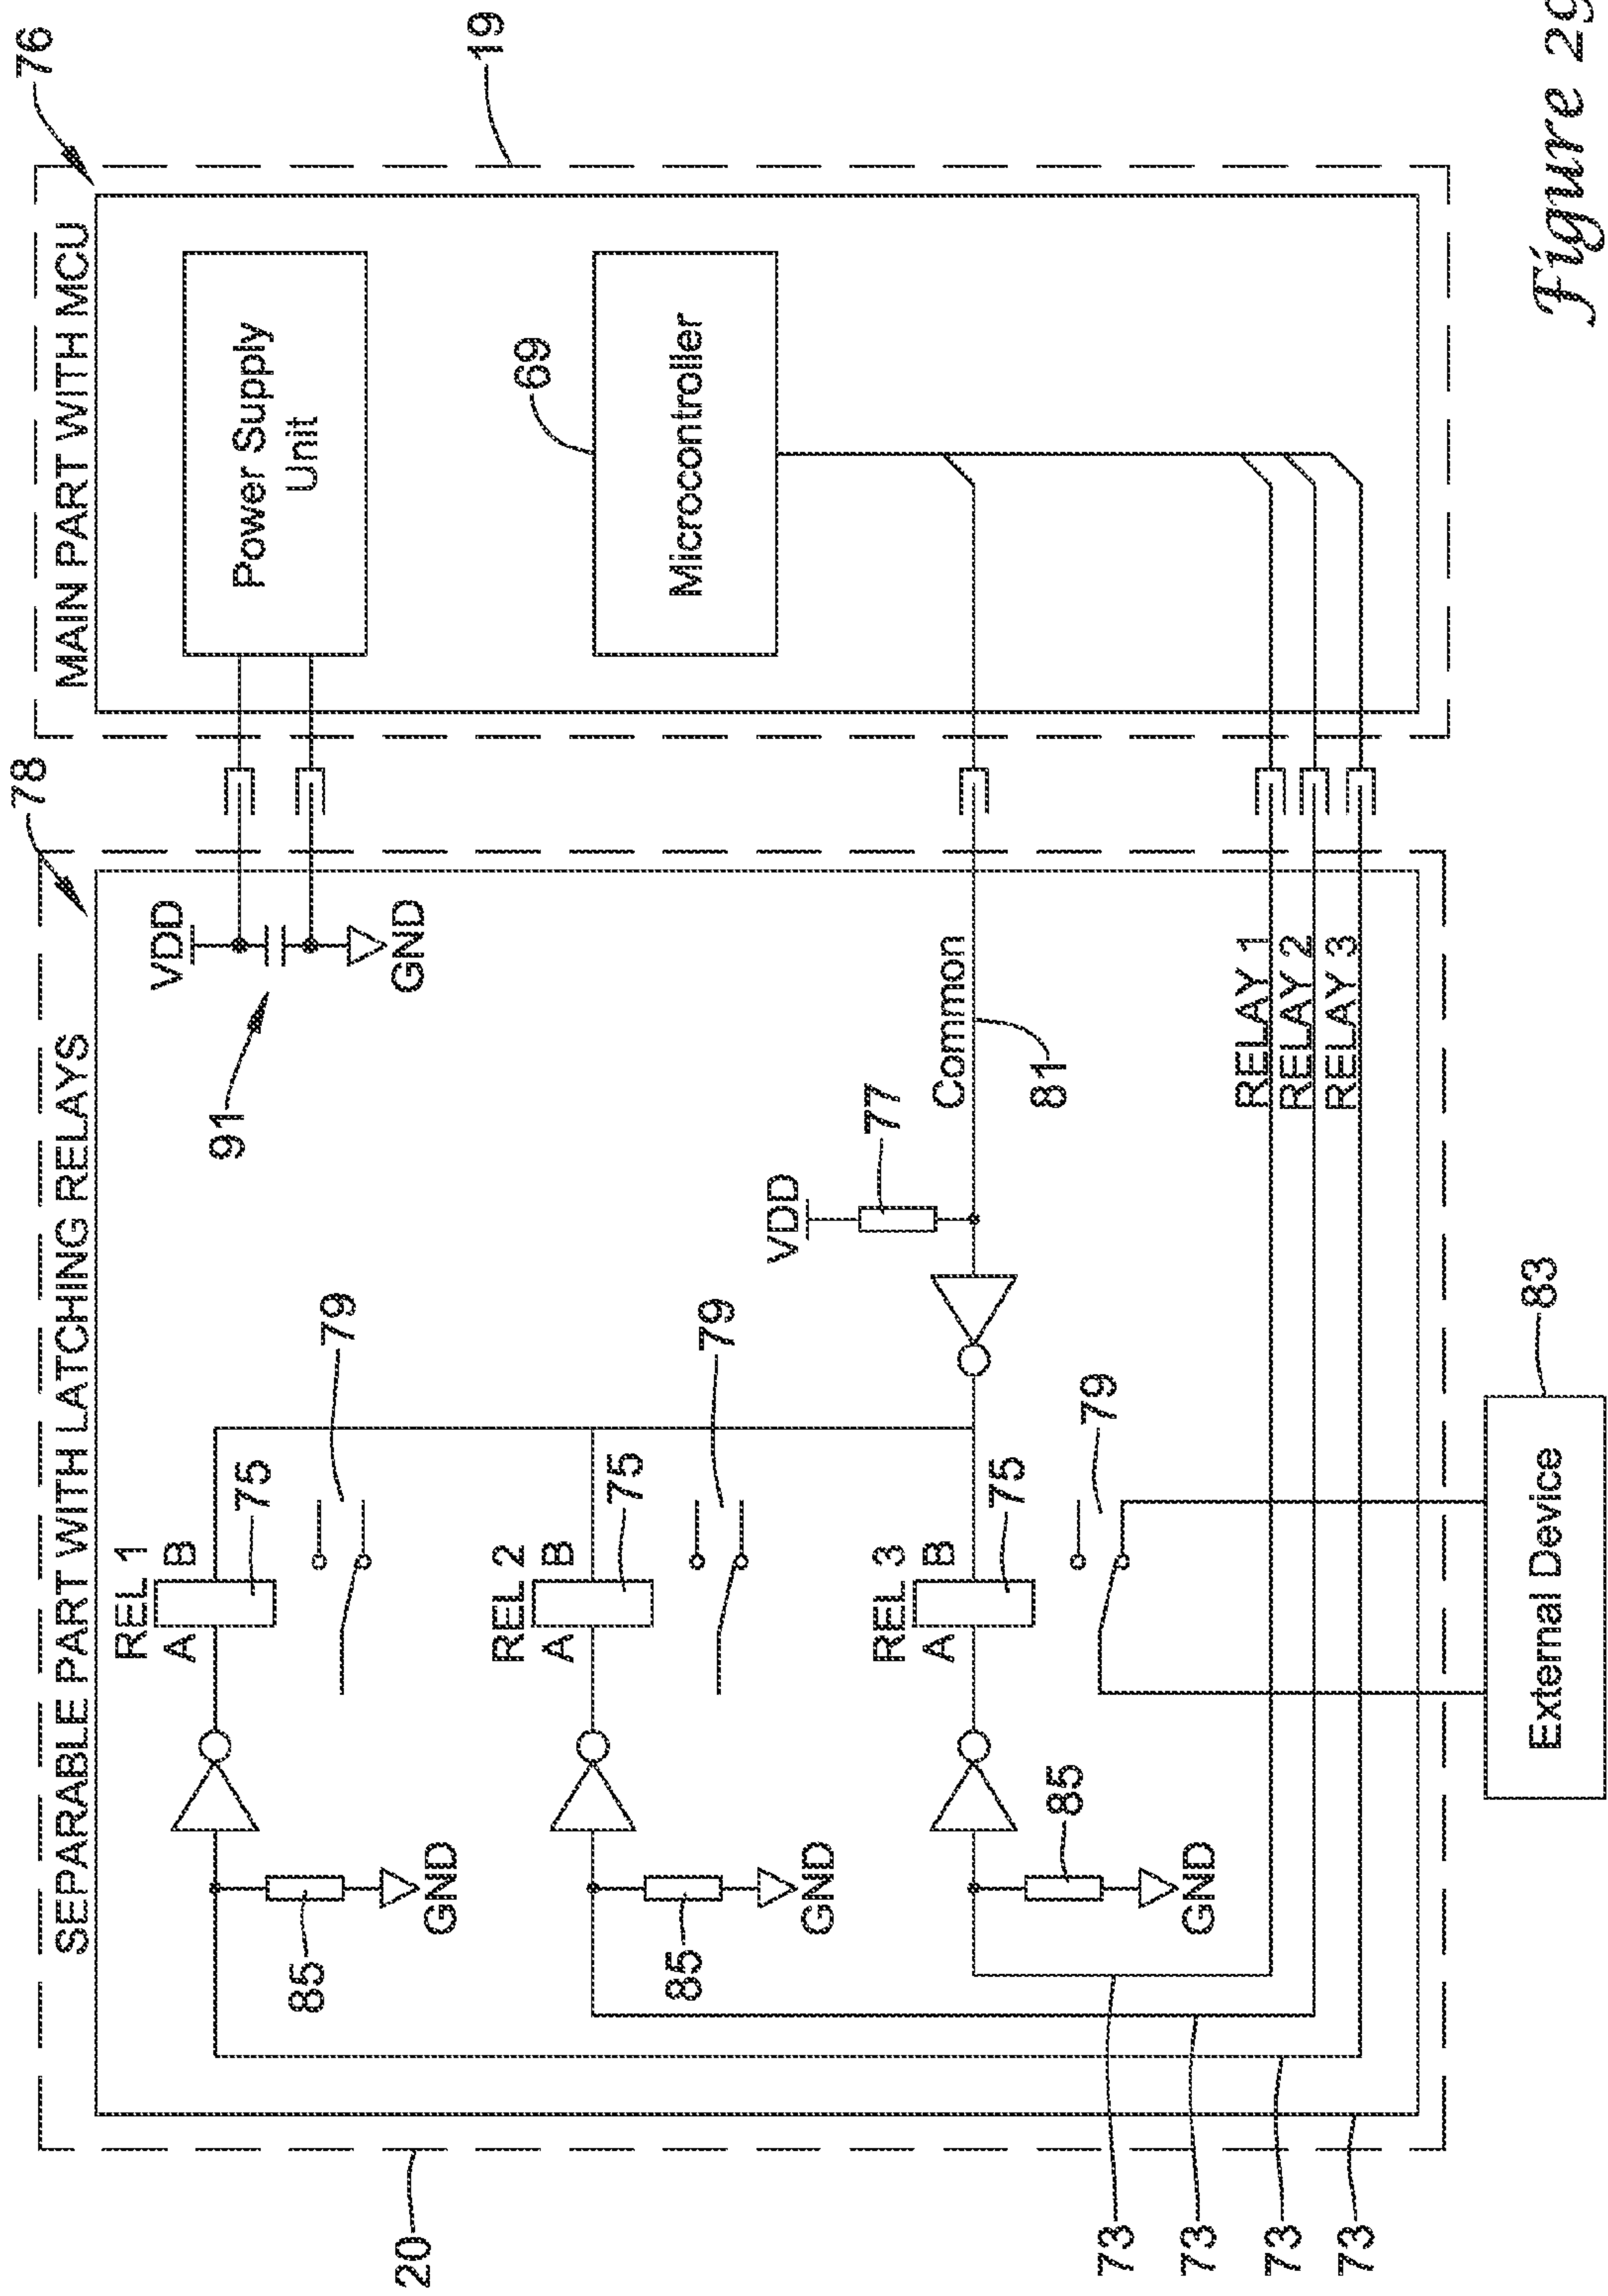 SEPARABLE PART WITH LATCHING RELAYS
78
MAIN PART WITH MCU
76
REL 1
A B
75
79
85
GND
91
VDD
GND
Power Supply
Unit
19
REL 2
A B
75
79
85
GND
69
Microcontroller
REL 3
A B
75
79
85
GND
VDD
77
Common
81
RELAY 1
RELAY 2
RELAY 3
20
73
73
73
73
External Device
83
Figure 29